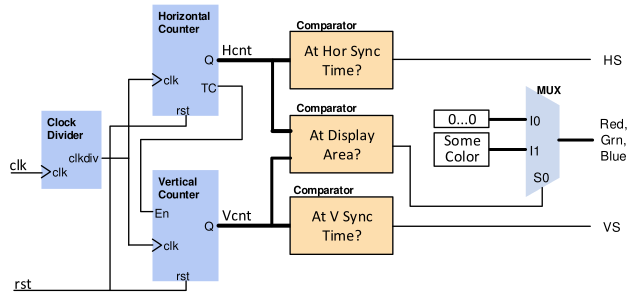 Horizontal
Counter
Q
Hcnt
TC
clk
rst
Comparator
At Hor Sync
Time?
HS
Clock
Divider
clkdiv
clk
clk
Comparator
At Display
Area?
MUX
0...0
I0
Some
Color
I1
S0
Red,
Grn,
Blue
Vertical
Counter
En
Q
Vcnt
clk
rst
Comparator
At V Sync
Time?
VS
rst